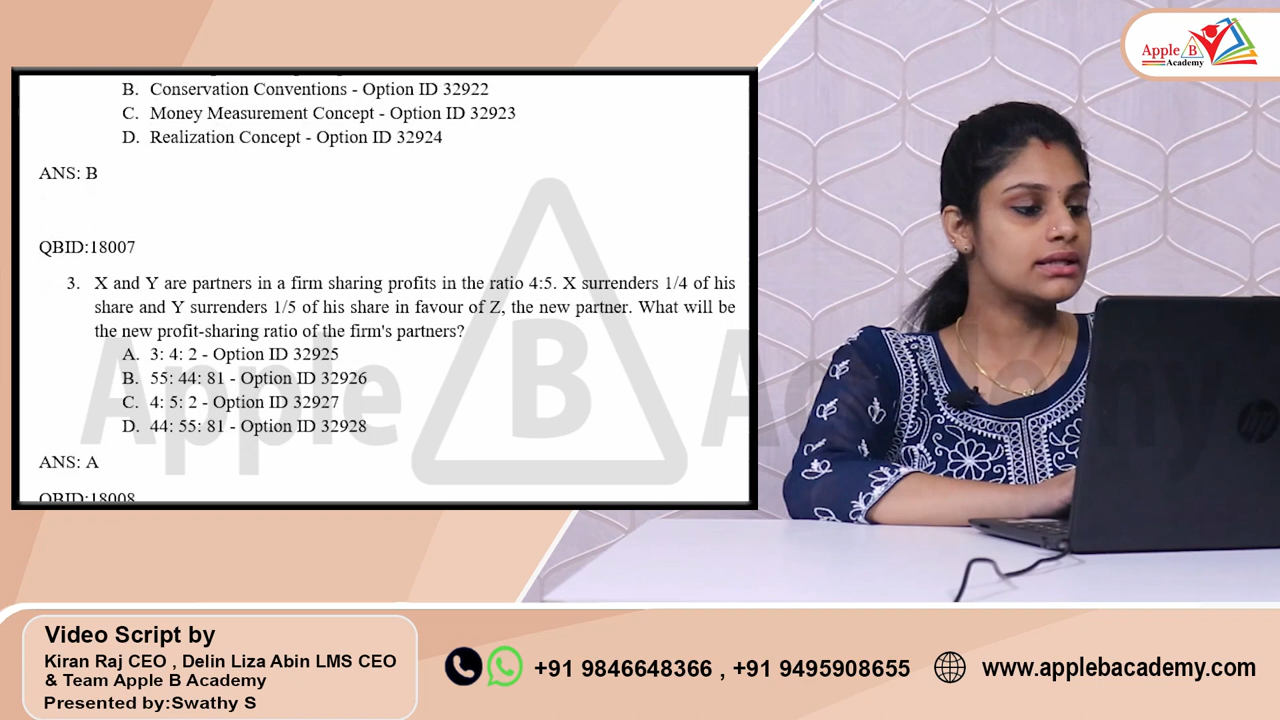 Apple B
Academy
B. Conservation Conventions - Option ID 32922
C. Money Measurement Concept - Option ID 32923
D. Realization Concept - Option ID 32924
ANS: B
QBID:18007
3. X and Y are partners in a firm sharing profits in the ratio 4:5. X surrenders 1/4 of his
share and Y surrenders 1/5 of his share in favour of Z, the new partner. What will be
the new profit-sharing ratio of the firm's partners?
A. 3: 4: 2 - Option ID 32925
B. 55: 44: 81 - Option ID 32926
C. 4: 5: 2 - Option ID 32927
D. 44: 55: 81 - Option ID 32928
ANS: A
QBID:18008
Apple B Academy
hp
Video Script by
Kiran Raj CEO , Delin Liza Abin LMS CEO
& Team Apple B Academy
Presented by:Swathy S
+91 9846648366 , +91 9495908655
www.applebacademy.com